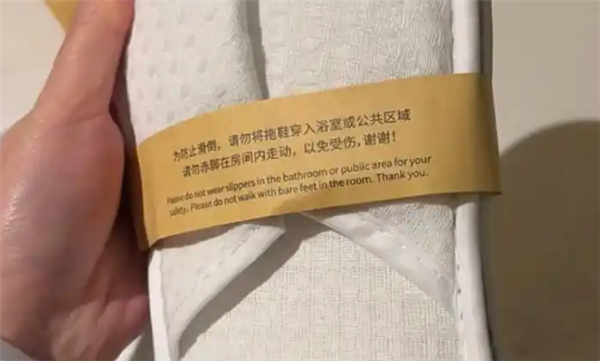 为防止滑倒，请勿将拖鞋穿入浴室或公共区域
请勿赤脚在房间内走动，以免受伤，谢谢！
Please do not wear slippers in the bathroom or public area for your
safety. Please do not walk with bare feet in the room. Thank you.